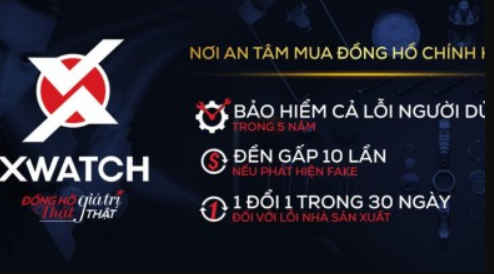 NƠI AN TÂM MUA ĐỒNG HỒ CHÍNH
BẢO HIỂM CẢ LỖI NGƯỜI
TRONG 5 NĂM
ĐỀN GẤP 10 LẦN
NẾU PHÁT HIỆN FAKE
1 ĐỔI 1 TRONG 30 NGÀY
ĐỐI VỚI LỖI NHÀ SẢN XUẤT
XWATCH
ĐỒNG HỒ giá trị
Thật THẬT